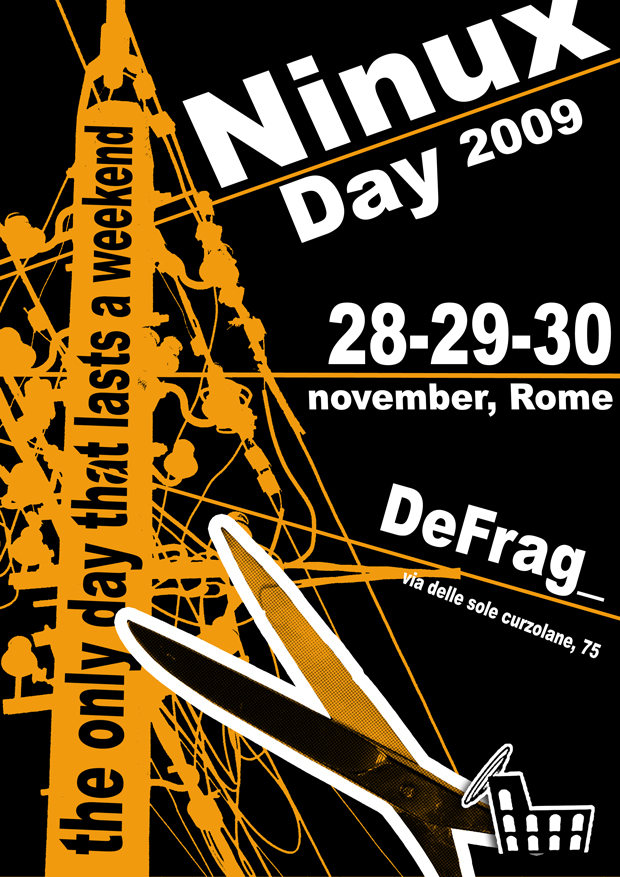 Ninux
Day 2009
the only day that lasts a weekend
28-29-30
november, Rome
DeFrag_
via delle sole curzolane, 75